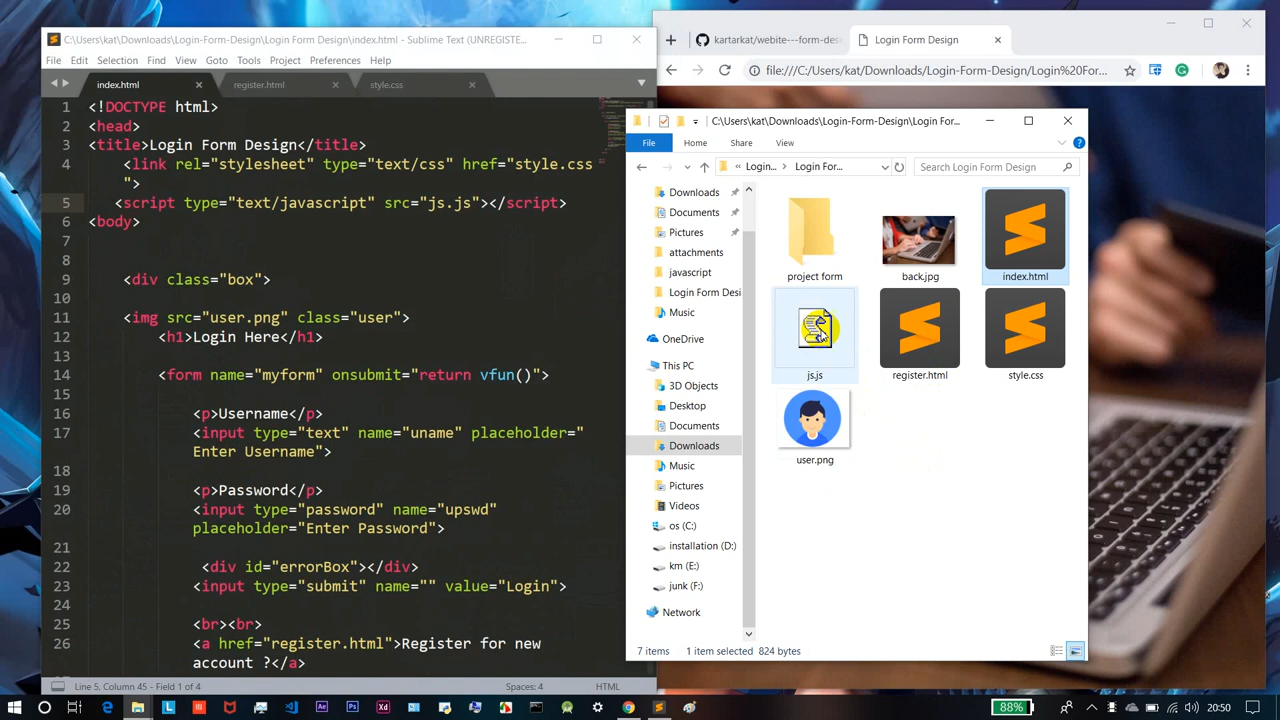 C:\Users\kat\Downloads\Login-Form-Design\Login Form Design\index.html - Sublime Text (UNREGISTE...
File Edit Selection Find View Goto Tools Project Preferences Help
index.html
register.html
style.css
1 <!DOCTYPE html>
2 <head>
3 <title>Login Form Design</title>
4 <link rel="stylesheet" type="text/css" href="style.css
">
5 <script type="text/javascript" src="js.js"></script>
6 <body>
7
8
9 <div class="box">
10
11 <img src="user.png" class="user">
12 <h1>Login Here</h1>
13
14 <form name="myform" onsubmit="return vfun()">
15
16 <p>Username</p>
17 <input type="text" name="uname" placeholder="
Enter Username">
18
19 <p>Password</p>
20 <input type="password" name="upswd"
placeholder="Enter Password">
21
22 <div id="errorBox"></div>
23 <input type="submit" name="" value="Login">
24
25 <br><br>
26 <a href="register.html">Register for new
account ?</a>
Line 5, Column 45 - Field 1 of 4
Spaces: 4
HTML
kartarkat/webite---form-des
Login Form Design
file:///C:/Users/kat/Downloads/Login-Form-Design/Login%20For...
C:\Users\kat\Downloads\Login-Form-Design\Login Fo...
File Home Share View
Login...
Login For...
Search Login Form Design
Downloads
Documents
Pictures
attachments
javascript
Login Form Desi
Music
OneDrive
This PC
3D Objects
Desktop
Documents
Downloads
Music
Pictures
Videos
os (C:)
installation (D:)
km (E:)
junk (F:)
Network
project form
back.jpg
index.html
js.js
register.html
style.css
user.png
7 items 1 item selected 824 bytes
88%
20:50